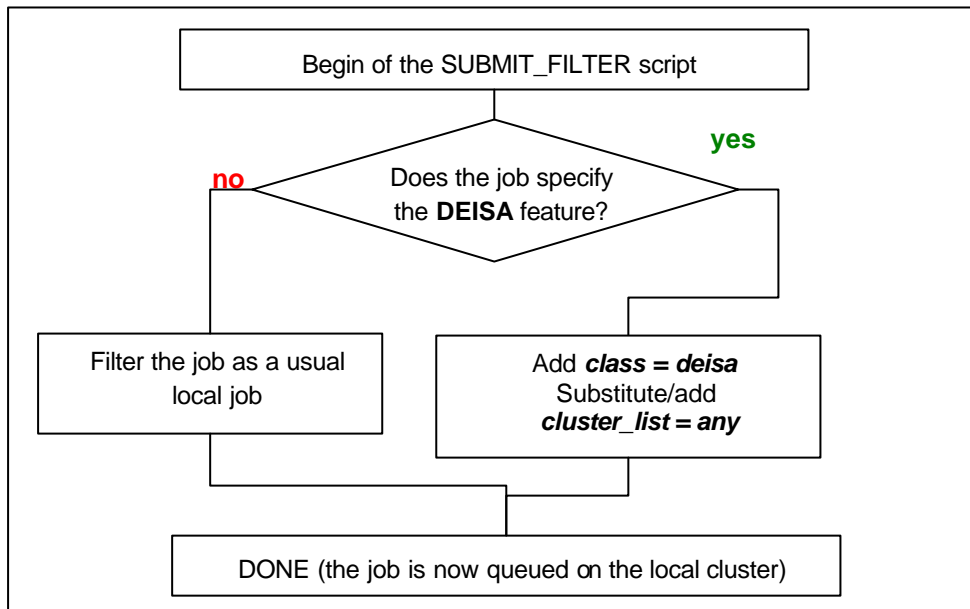 Begin of the SUBMIT_FILTER script
yes
no
Does the job specify
the DEISA feature?
Filter the job as a usual
local job
Add class = deisa
Substitute/add
cluster_list = any
DONE (the job is now queued on the local cluster)